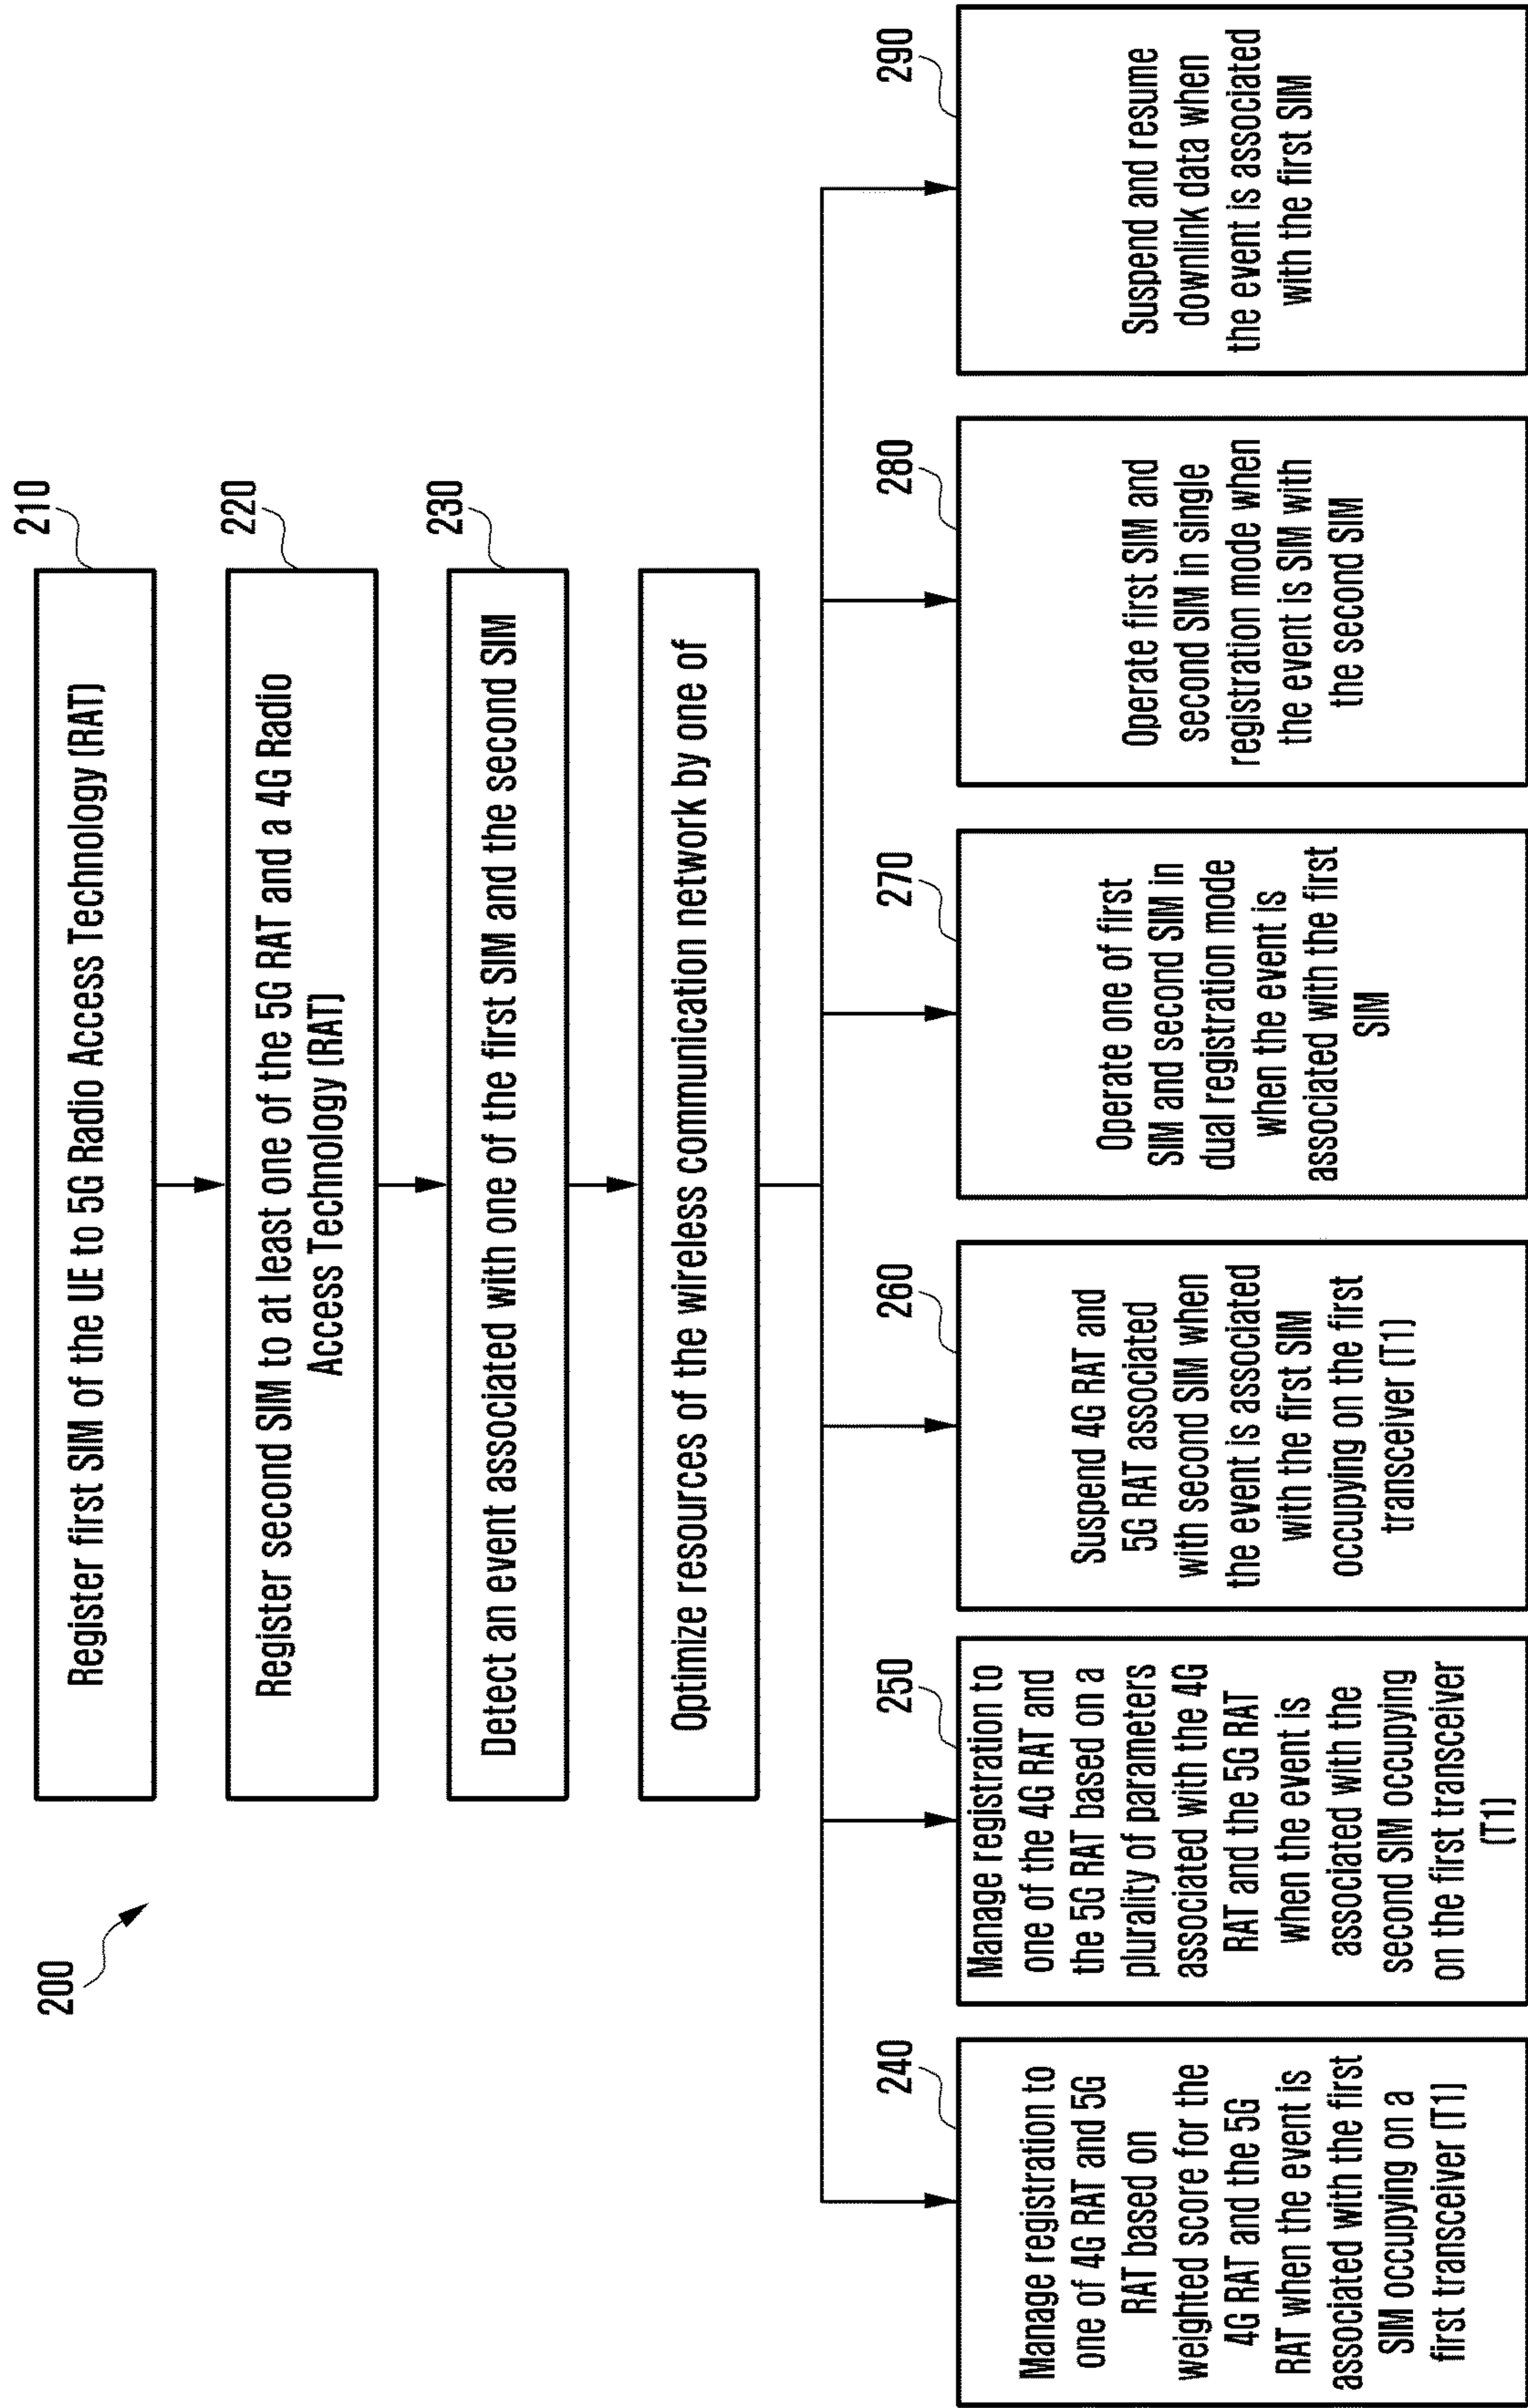 200
210
Register first SIM of the UE to 5G Radio Access Technology (RAT)
220
Register second SIM to at least one of the 5G RAT and a 4G Radio
Access Technology (RAT)
230
Detect an event associated with one of the first SIM and the second SIM
Optimize resources of the wireless communication network by one of
240
Manage registration to
one of 4G RAT and 5G
RAT based on
weighted score for the
4G RAT and the 5G
RAT when the event is
associated with the first
SIM occupying on a
first transceiver (T1)
250
Manage registration to
one of the 4G RAT and
the 5G RAT based on a
plurality of parameters
associated with the 4G
RAT and the 5G RAT
when the event is
associated with the
second SIM occupying
on the first transceiver
(T1)
260
Suspend 4G RAT and
5G RAT associated
with second SIM when
the event is associated
with the first SIM
occupying on the first
transceiver (T1)
270
Operate one of first
SIM and second SIM in
dual registration mode
when the event is
associated with the first
SIM
280
Operate first SIM and
second SIM in single
registration mode when
the event is SIM with
the second SIM
290
Suspend and resume
downlink data when
the event is associated
with the first SIM